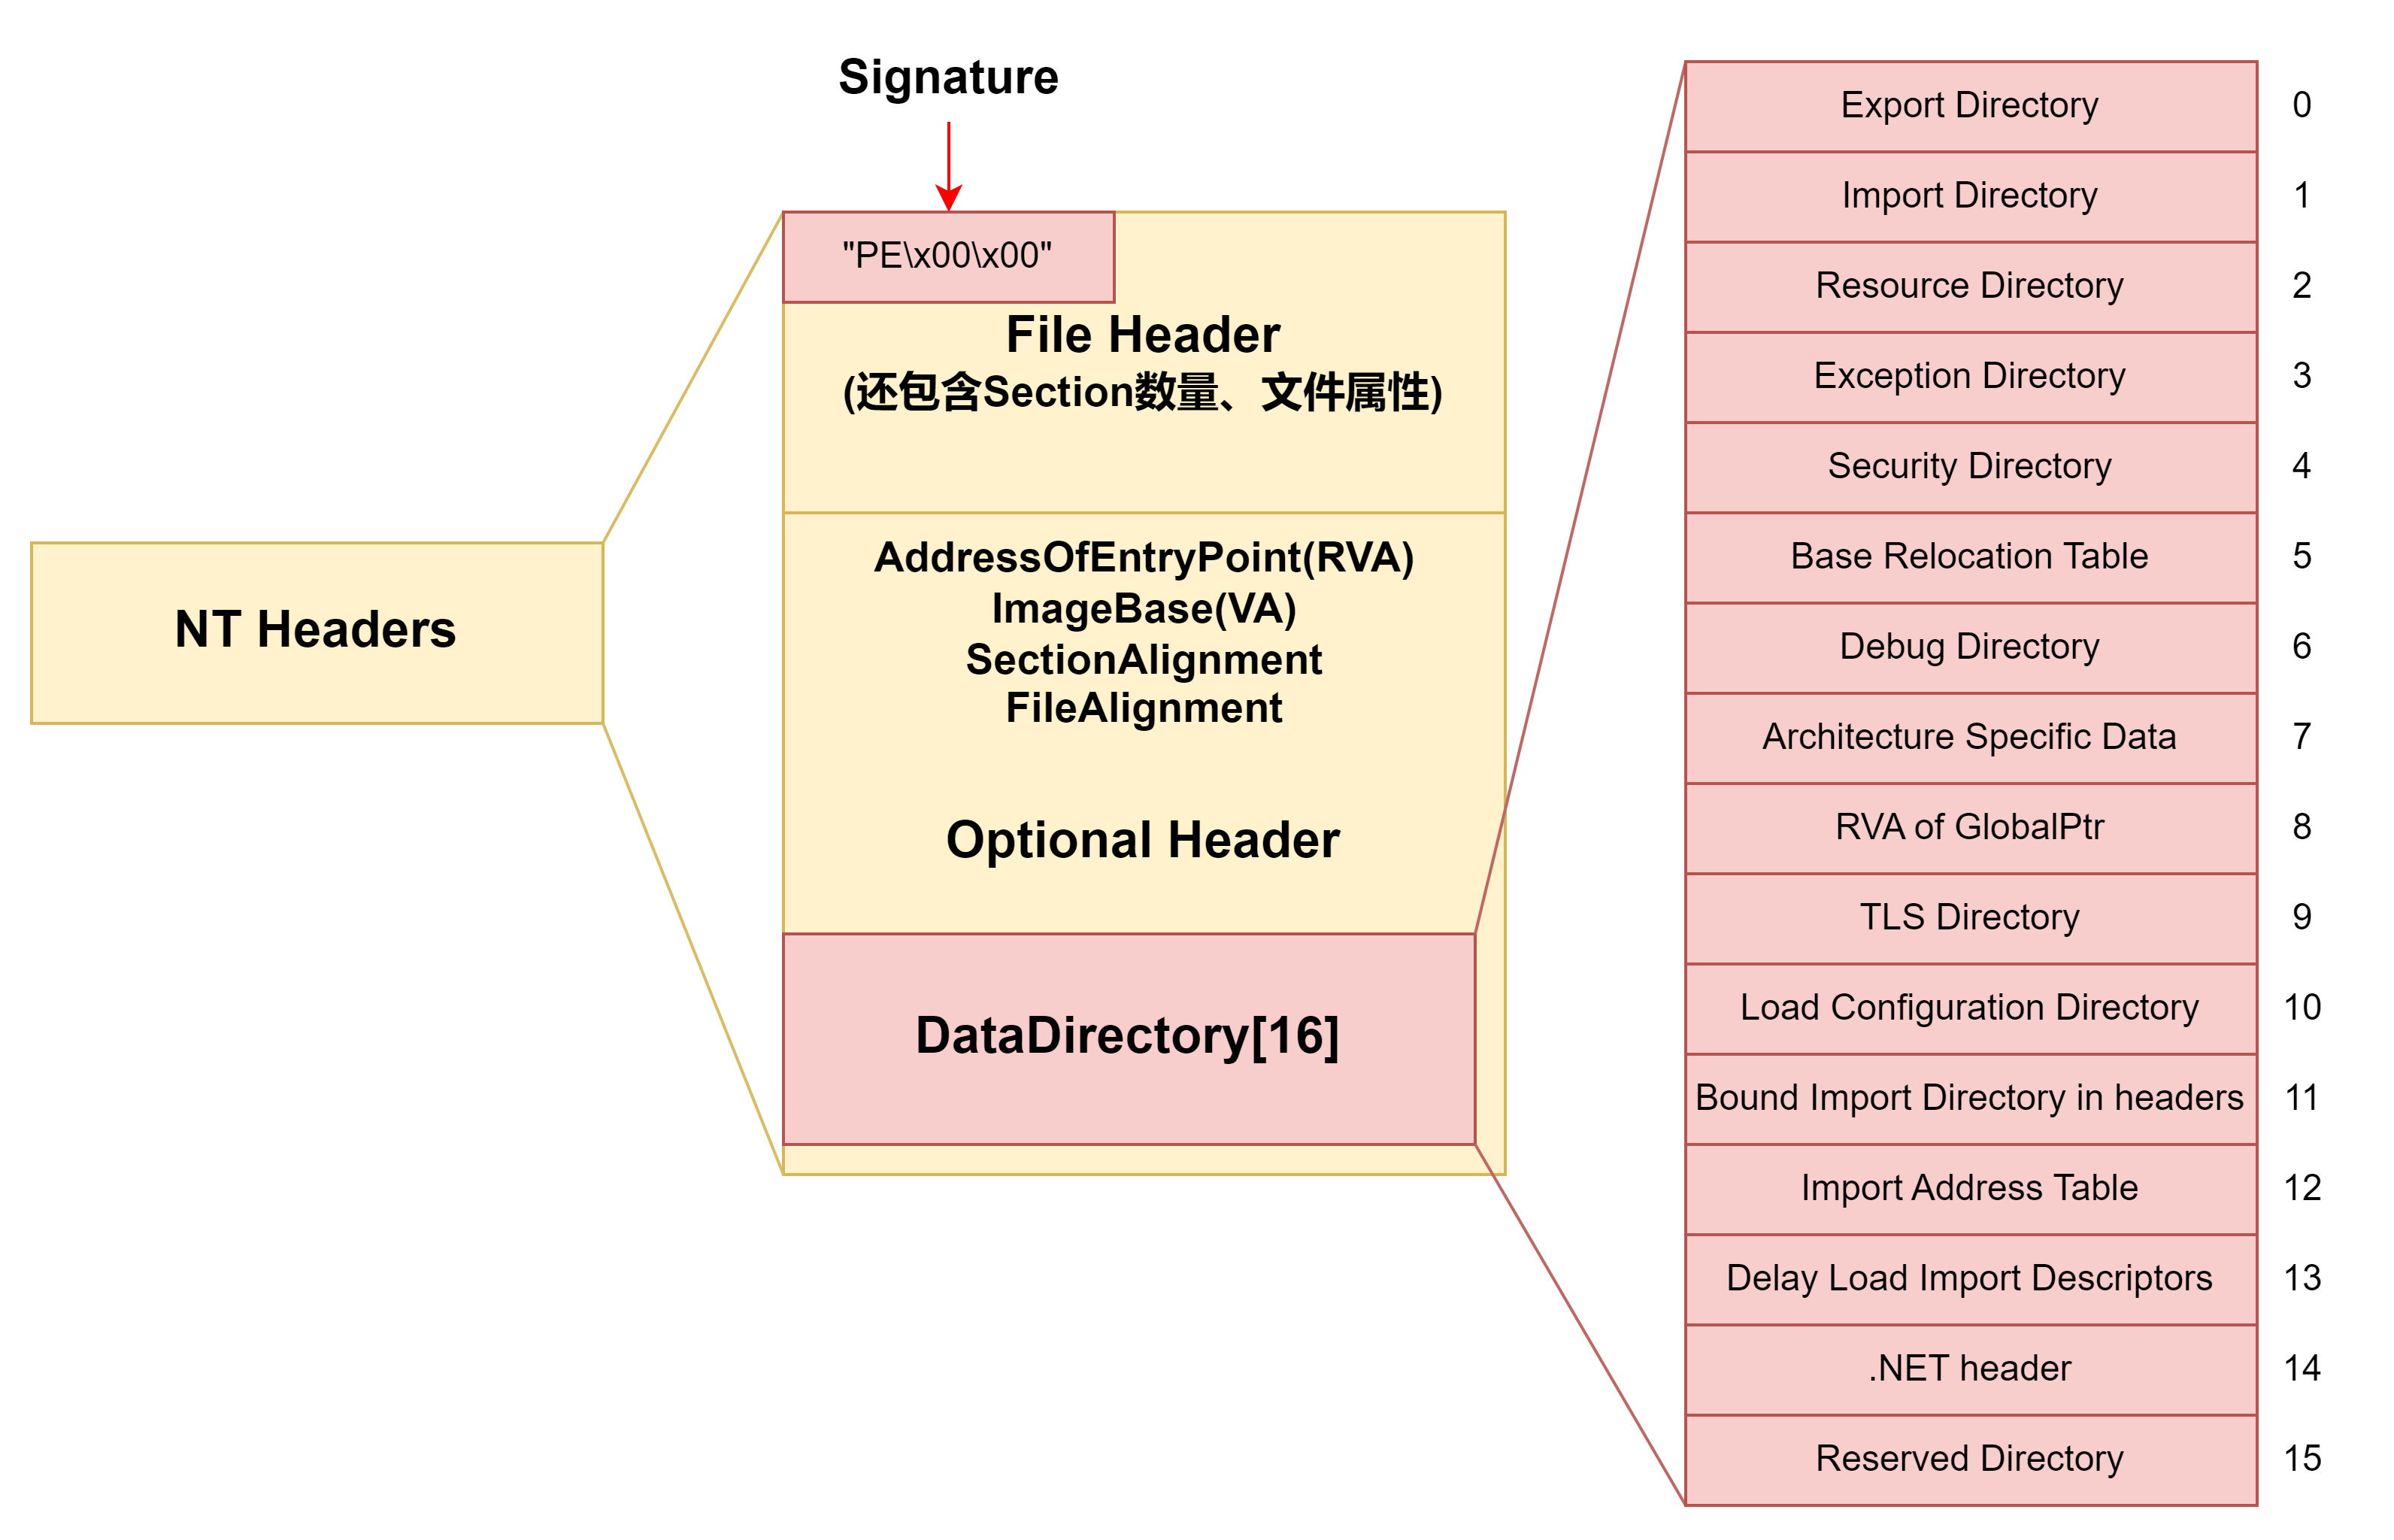 Signature
"PE\x00\x00"
File Header
(还包含Section数量、文件属性)
NT Headers
AddressOfEntryPoint(RVA)
ImageBase(VA)
SectionAlignment
FileAlignment
Optional Header
DataDirectory[16]
Export Directory 0
Import Directory 1
Resource Directory 2
Exception Directory 3
Security Directory 4
Base Relocation Table 5
Debug Directory 6
Architecture Specific Data 7
RVA of GlobalPtr 8
TLS Directory 9
Load Configuration Directory 10
Bound Import Directory in headers 11
Import Address Table 12
Delay Load Import Descriptors 13
.NET header 14
Reserved Directory 15